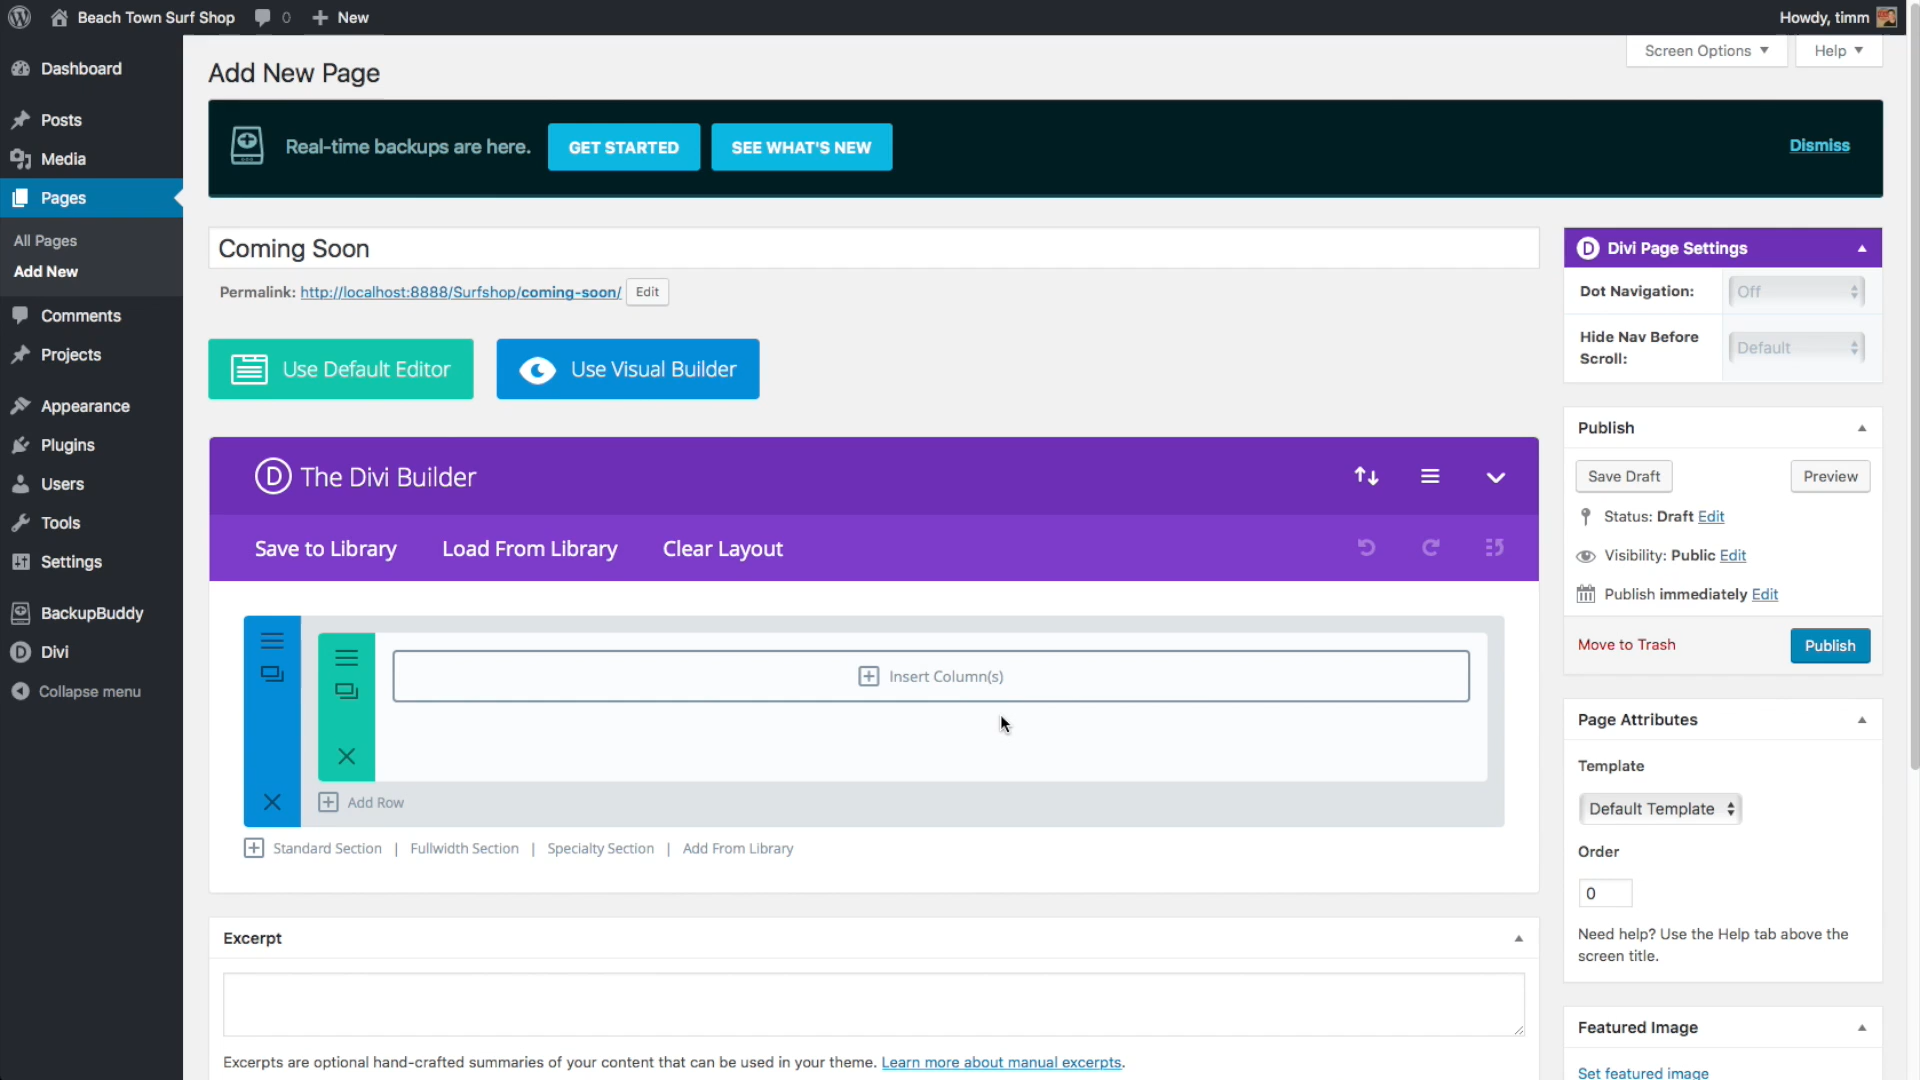 Beach Town Surf Shop 0 New Howdy, timm
Screen Options Help
Dashboard
Posts
Media
Pages
All Pages
Add New
Comments
Projects
Appearance
Plugins
Users
Tools
Settings
BackupBuddy
Divi
Collapse menu
Add New Page
Real-time backups are here. GET STARTED SEE WHAT'S NEW Dismiss
Coming Soon
Permalink: http://localhost:8888/Surfshop/coming-soon/ Edit
Use Default Editor Use Visual Builder
The Divi Builder
Save to Library Load From Library Clear Layout
Insert Column(s)
Add Row
Standard Section | Fullwidth Section | Specialty Section | Add From Library
Excerpt
Excerpts are optional hand-crafted summaries of your content that can be used in your theme. Learn more about manual excerpts.
Divi Page Settings
Dot Navigation: Off
Hide Nav Before
Scroll:
Default
Publish
Save Draft Preview
Status: Draft Edit
Visibility: Public Edit
Publish immediately Edit
Move to Trash Publish
Page Attributes
Template
Default Template
Order
0
Need help? Use the Help tab above the
screen title.
Featured Image
Set featured image